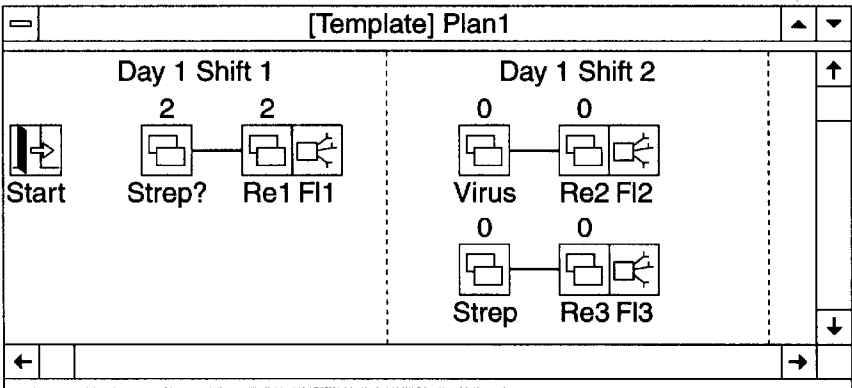 [Template] Plan1
Day 1 Shift 1 Day 1 Shift 2
2 2 0 0
Start Strep? Re1 Fl1 Virus Re2 Fl2
0 0
Strep Re3 Fl3